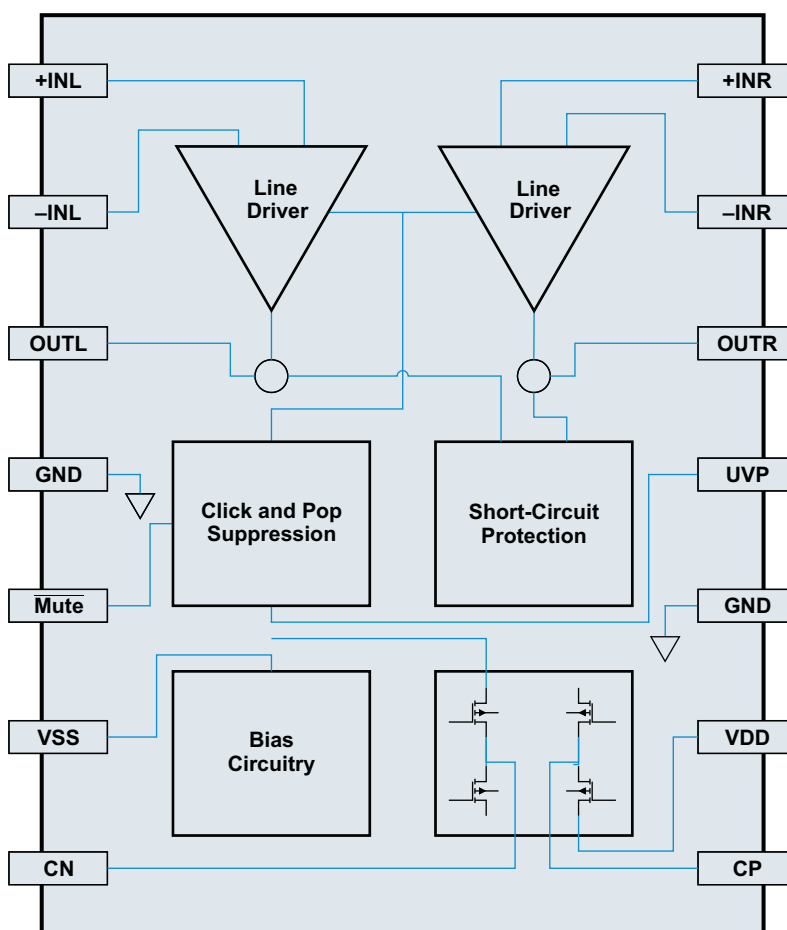 +INL
+INR
Line
Driver
Line
Driver
–INL
–INR
OUTL
OUTR
GND
UVP
Click and Pop
Suppression
Short-Circuit
Protection
Mute
GND
VSS
Bias
Circuitry
VDD
CN
CP